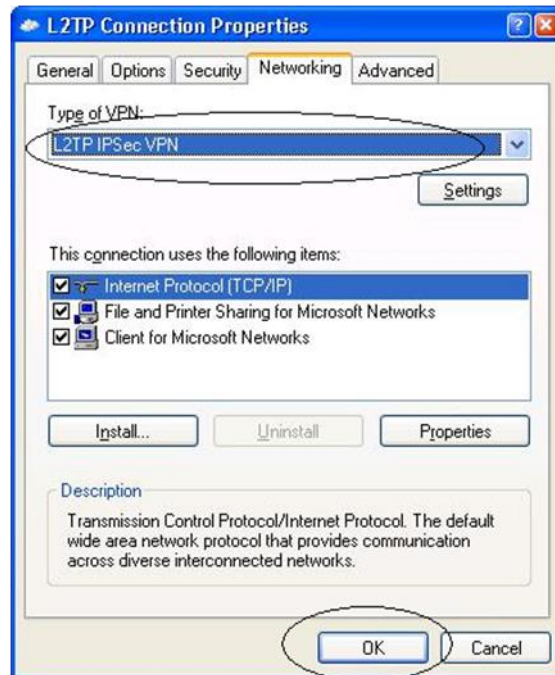 L2TP Connection Properties
General Options Security Networking Advanced
Type of VPN:
L2TP IPSec VPN
Settings
This connection uses the following items:
Internet Protocol (TCP/IP)
File and Printer Sharing for Microsoft Networks
Client for Microsoft Networks
Install... Uninstall Properties
Description
Transmission Control Protocol/Internet Protocol. The default
wide area network protocol that provides communication
across diverse interconnected networks.
OK Cancel